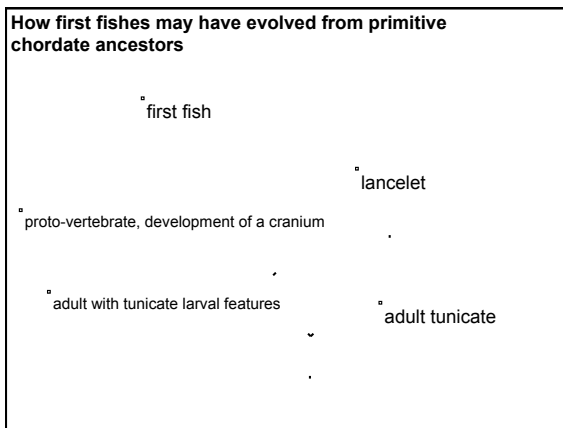 How first fishes may have evolved from primitive
chordate ancestors
first fish
lancelet
proto-vertebrate, development of a cranium
adult with tunicate larval features
adult tunicate